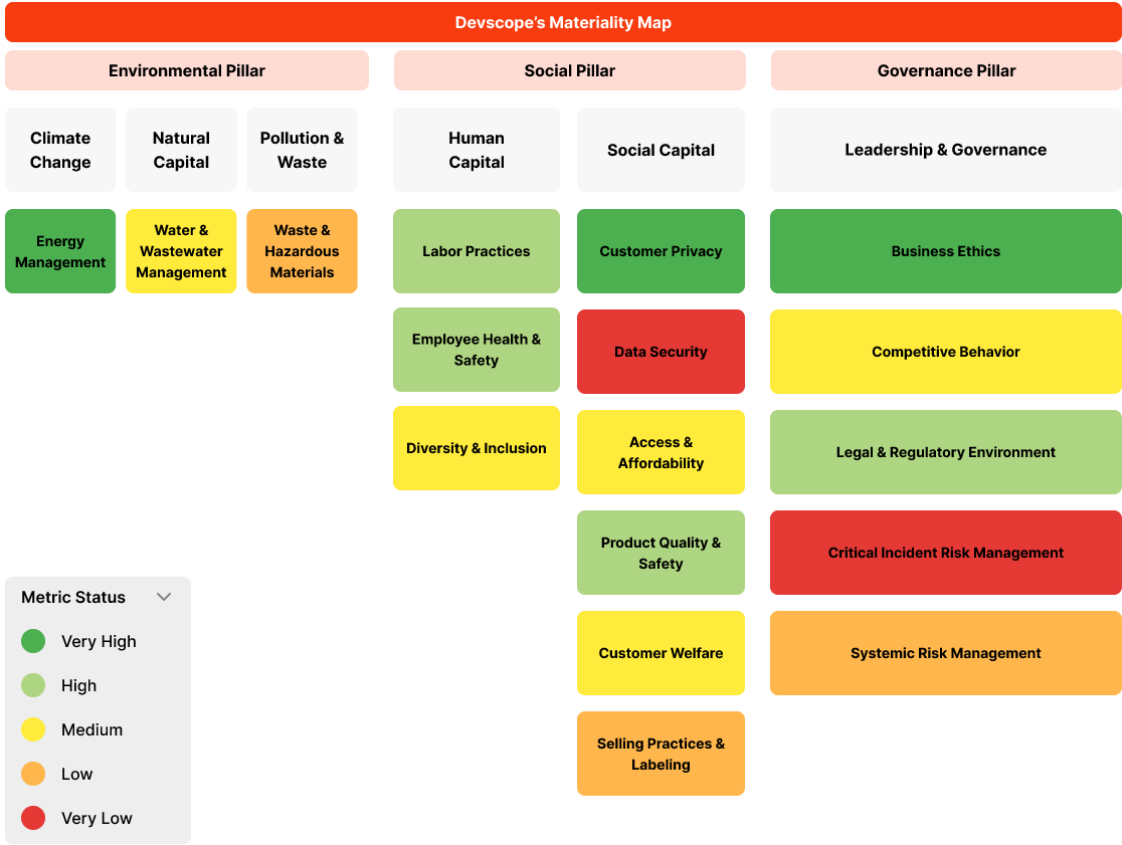 Devscope’s Materiality Map
Environmental Pillar
Social Pillar
Governance Pillar
Climate
Change
Natural
Capital
Pollution &
Waste
Human
Capital
Social Capital
Leadership & Governance
Energy
Management
Water &
Wastewater
Management
Waste &
Hazardous
Materials
Labor Practices
Customer Privacy
Business Ethics
Employee Health &
Safety
Data Security
Competitive Behavior
Diversity & Inclusion
Access &
Affordability
Legal & Regulatory Environment
Product Quality &
Safety
Critical Incident Risk Management
Customer Welfare
Systemic Risk Management
Selling Practices &
Labeling
Metric Status
Very High
High
Medium
Low
Very Low